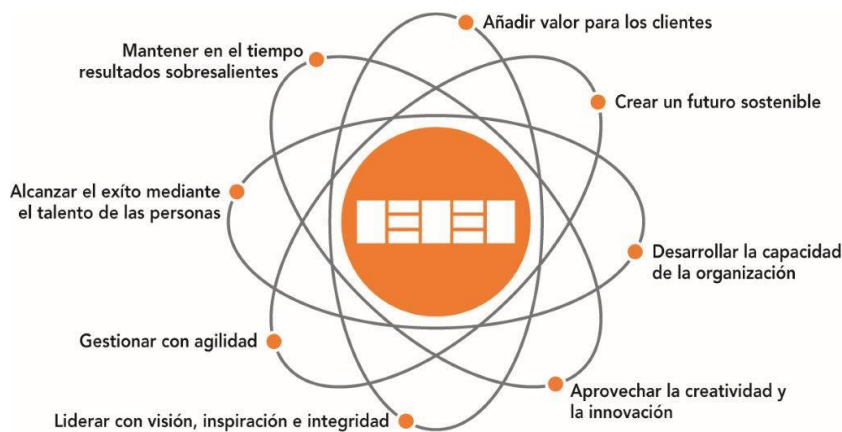 Añadir valor para los clientes
Crear un futuro sostenible
Desarrollar la capacidad
de la organización
Aprovechar la creatividad y
la innovación
Liderar con visión, inspiración e integridad
Gestionar con agilidad
Alcanzar el exíto mediante
el talento de las personas
Mantener en el tiempo
resultados sobresalientes